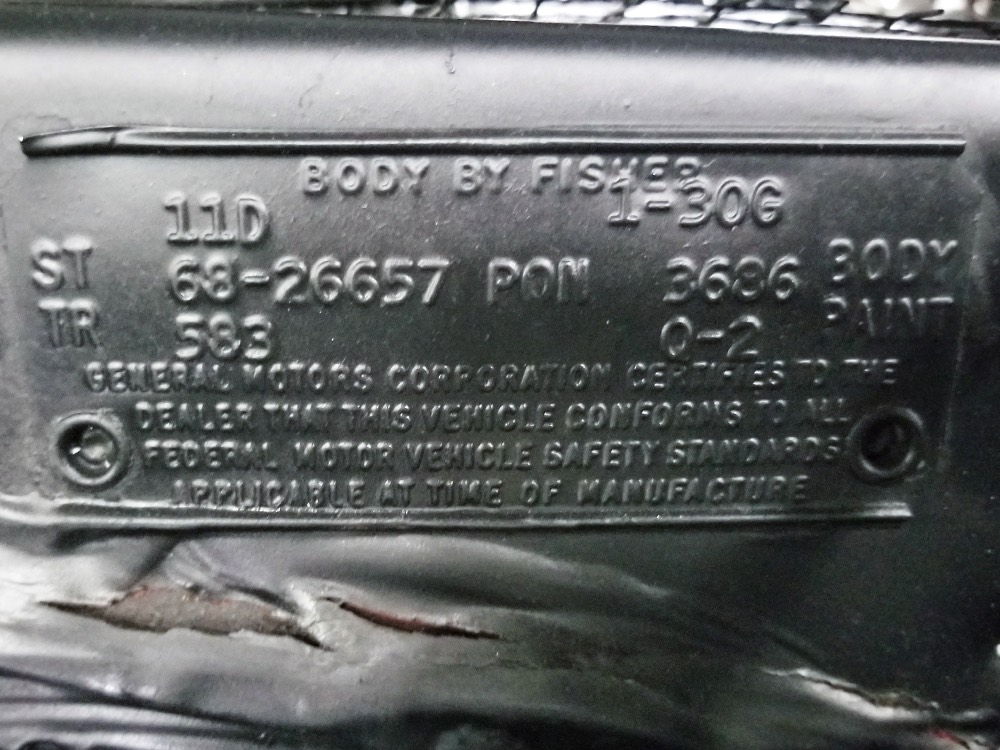 BODY BY FISHER
11D 1-30G
ST 68-26657 PON 3686 BODY
TR 583 Q-2 PAINT
GENERAL MOTORS CORPORATION CERTIFIES TO THE
DEALER THAT THIS VEHICLE CONFORMS TO ALL
FEDERAL MOTOR VEHICLE SAFETY STANDARDS
APPLICABLE AT TIME OF MANUFACTURE